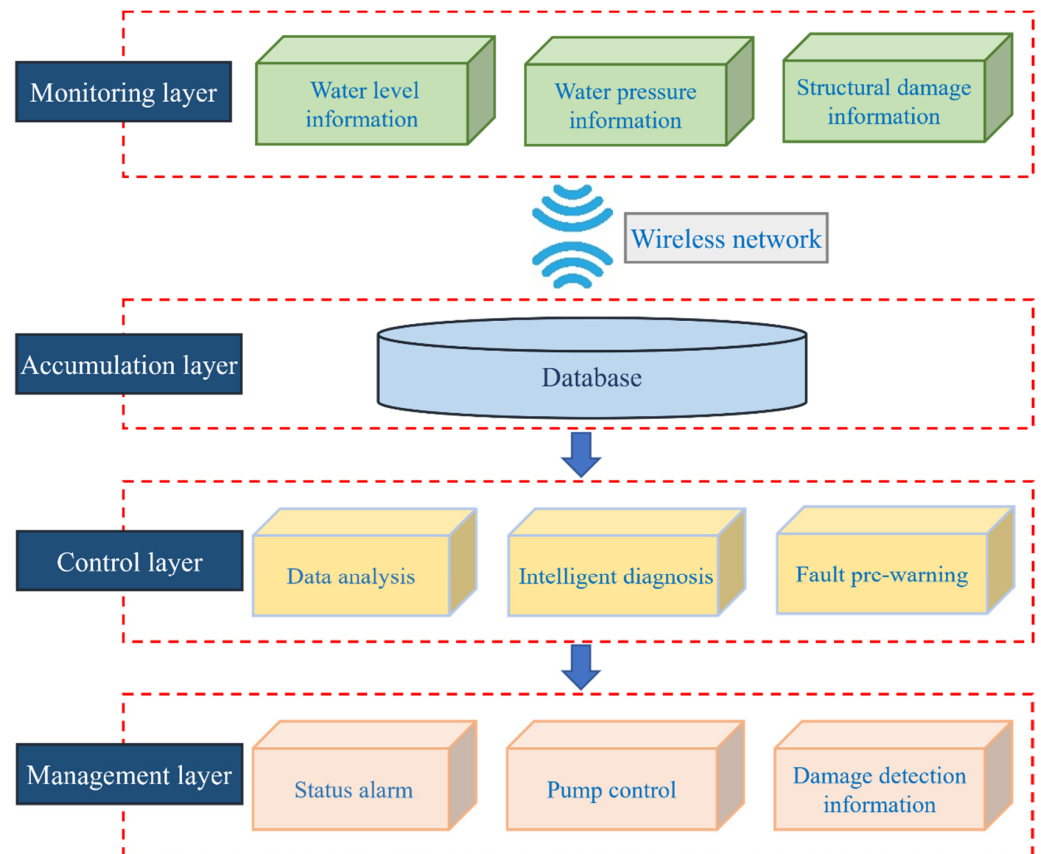 Monitoring layer
Water level
information
Water pressure
information
Structural damage
information
Wireless network
Accumulation layer
Database
Control layer
Data analysis
Intelligent diagnosis
Fault pre-warning
Management layer
Status alarm
Pump control
Damage detection
information